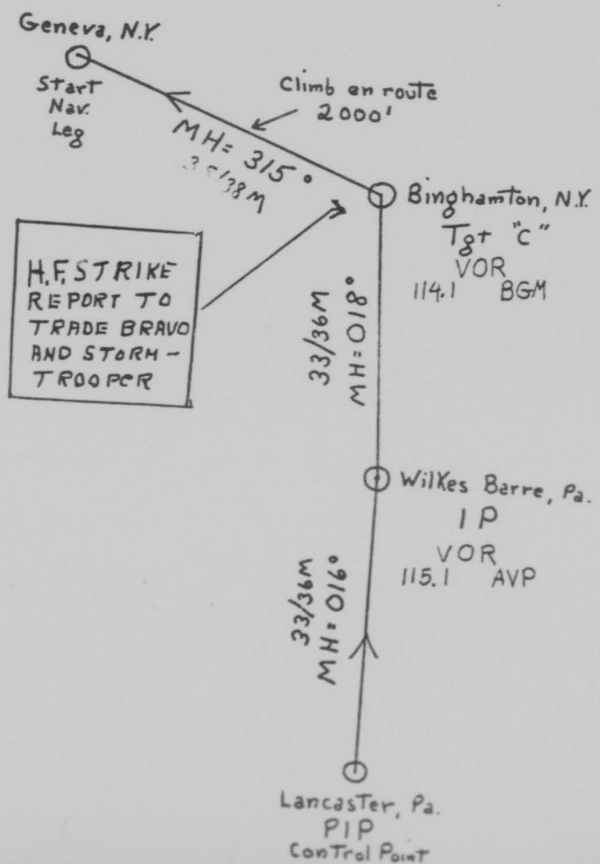 Geneva, N.Y.
Start
Nav.
Leg
Climb en route
2000'
MH= 315°
Binghamton, N.Y.
Tgt "C"
VOR
114.1 BGM
H.F. STRIKE
REPORT TO
TRADE BRAVO
AND STORM-
TROOPER
33/36M
MH=018°
Wilkes Barre, Pa.
IP
VOR
115.1 AVP
33/36M
MH=016°
Lancaster, Pa.
PIP
Control Point